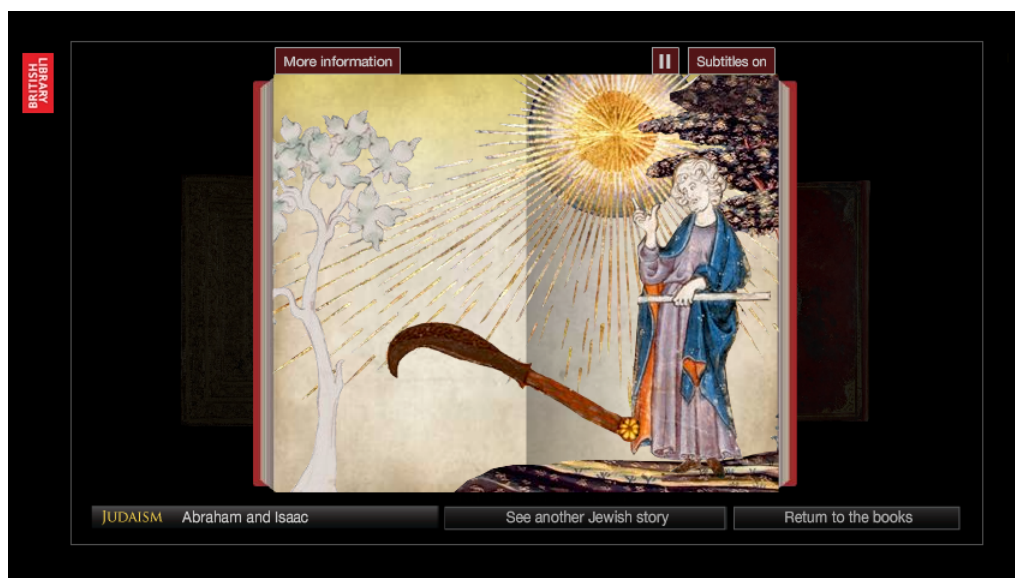 BRITISH
LIBRARY
More information
Subtitles on
JUDAISM Abraham and Isaac
See another Jewish story
Return to the books